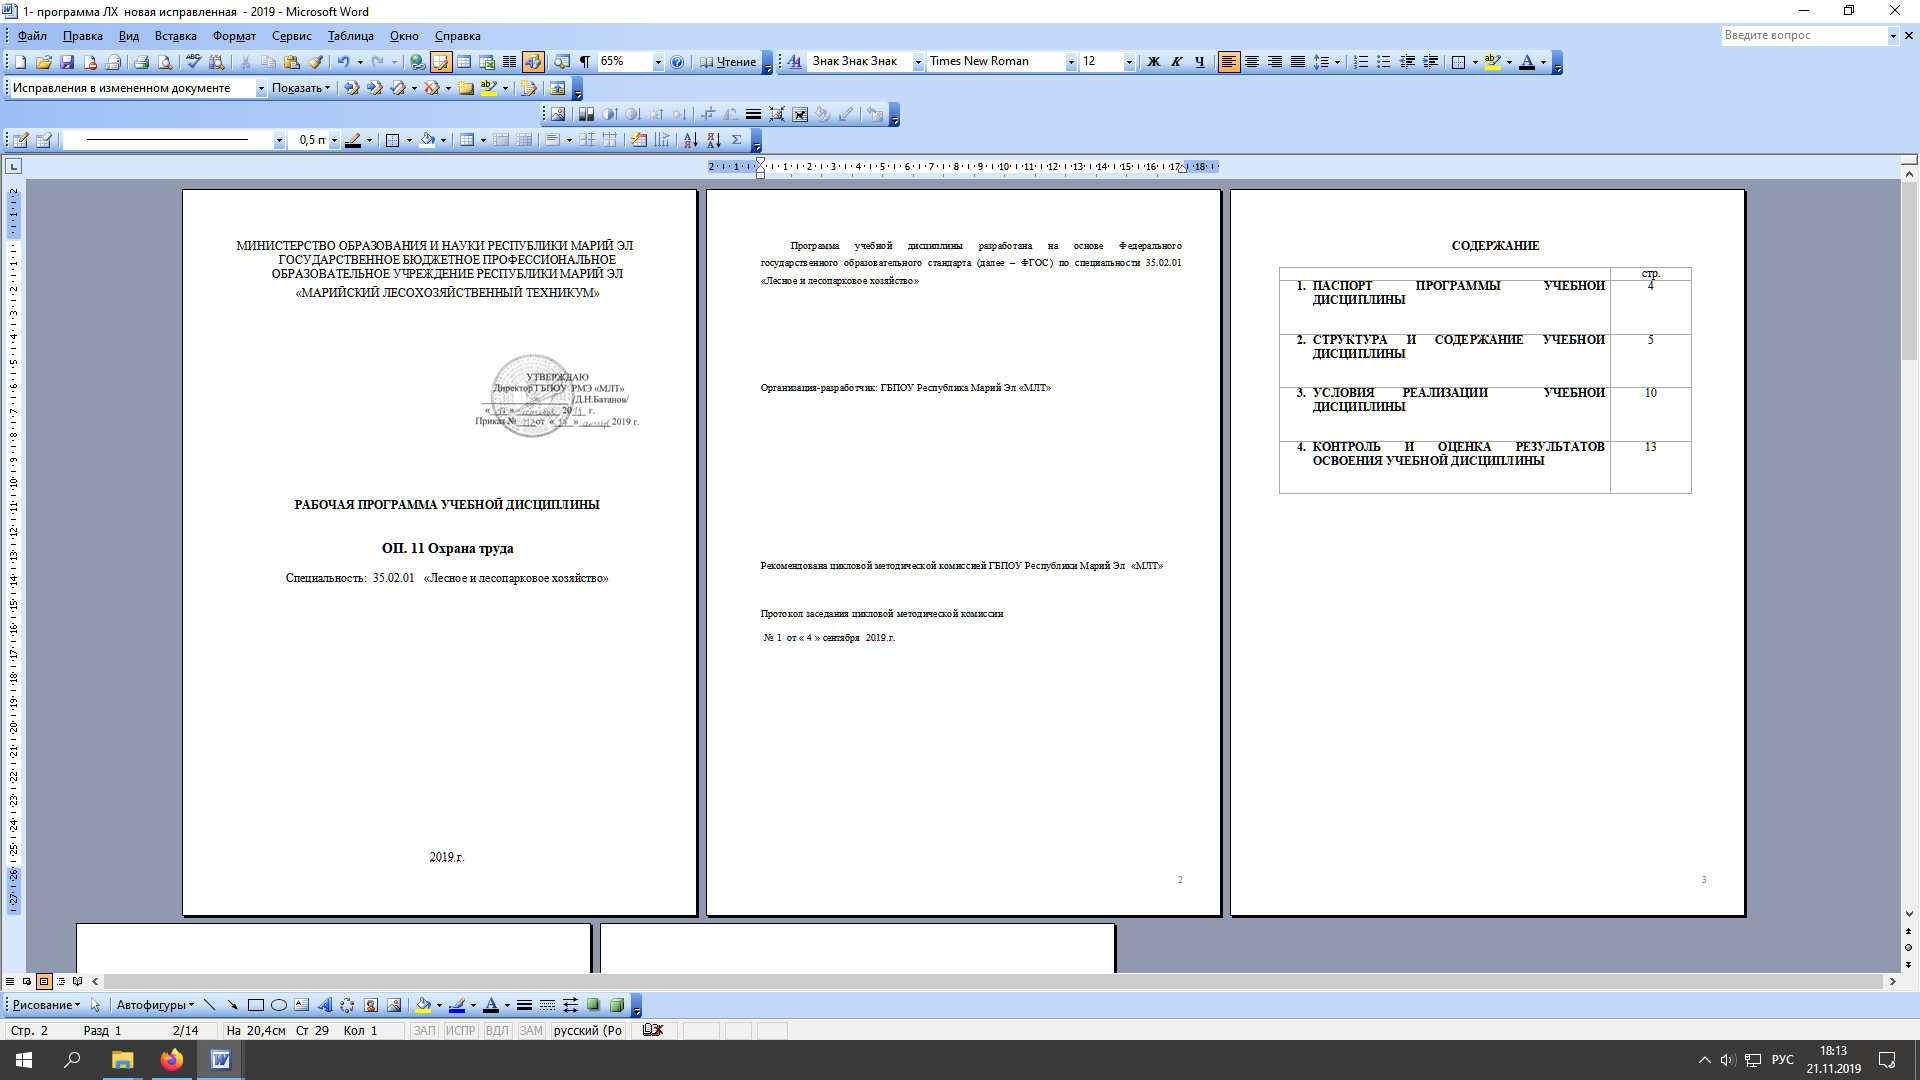 1- программа ЛХ  новая исправленная  - 2019 - Microsoft Word
Файл Правка Вид Вставка Формат Сервис Таблица Окно Справка
Введите вопрос
65% Чтение Знак Знак Знак Times New Roman 12 Ж К Ч
Исправления в измененном документе Показать
0,5 п
МИНИСТЕРСТВО ОБРАЗОВАНИЯ И НАУКИ РЕСПУБЛИКИ МАРИЙ ЭЛ
ГОСУДАРСТВЕННОЕ БЮДЖЕТНОЕ ПРОФЕССИОНАЛЬНОЕ
ОБРАЗОВАТЕЛЬНОЕ УЧРЕЖДЕНИЕ РЕСПУБЛИКИ МАРИЙ ЭЛ
«МАРИЙСКИЙ ЛЕСОХОЗЯЙСТВЕННЫЙ ТЕХНИКУМ»
УТВЕРЖДАЮ
Директор ГБПОУ РМЭ «МЛТ»
/Д.Н.Батанов/
20 г.
Приказ № от 2019 г.
РАБОЧАЯ ПРОГРАММА УЧЕБНОЙ ДИСЦИПЛИНЫ
ОП. 11 Охрана труда
Специальность: 35.02.01 «Лесное и лесопарковое хозяйство»
2019 г.
Программа учебной дисциплины разработана на основе Федерального
государственного образовательного стандарта (далее – ФГОС) по специальности 35.02.01
«Лесное и лесопарковое хозяйство»
Организация-разработчик: ГБПОУ Республика Марий Эл «МЛТ»
Рекомендована цикловой методической комиссией ГБПОУ Республики Марий Эл «МЛТ»
Протокол заседания цикловой методической комиссии
№ 1 от « 4 » сентября 2019.г.
2
СОДЕРЖАНИЕ
стр.
1. ПАСПОРТ ПРОГРАММЫ УЧЕБНОЙ 4
ДИСЦИПЛИНЫ
2. СТРУКТУРА И СОДЕРЖАНИЕ УЧЕБНОЙ 5
ДИСЦИПЛИНЫ
3. УСЛОВИЯ РЕАЛИЗАЦИИ УЧЕБНОЙ 10
ДИСЦИПЛИНЫ
4. КОНТРОЛЬ И ОЦЕНКА РЕЗУЛЬТАТОВ 13
ОСВОЕНИЯ УЧЕБНОЙ ДИСЦИПЛИНЫ
3
Рисование Автофигуры
Стр. 2 Разд 1 2/14 На 20,4см Ст 29 Кол 1 ЗАП ИСПР ВДЛ ЗАМ русский (Ро
РУС 18:13
21.11.2019